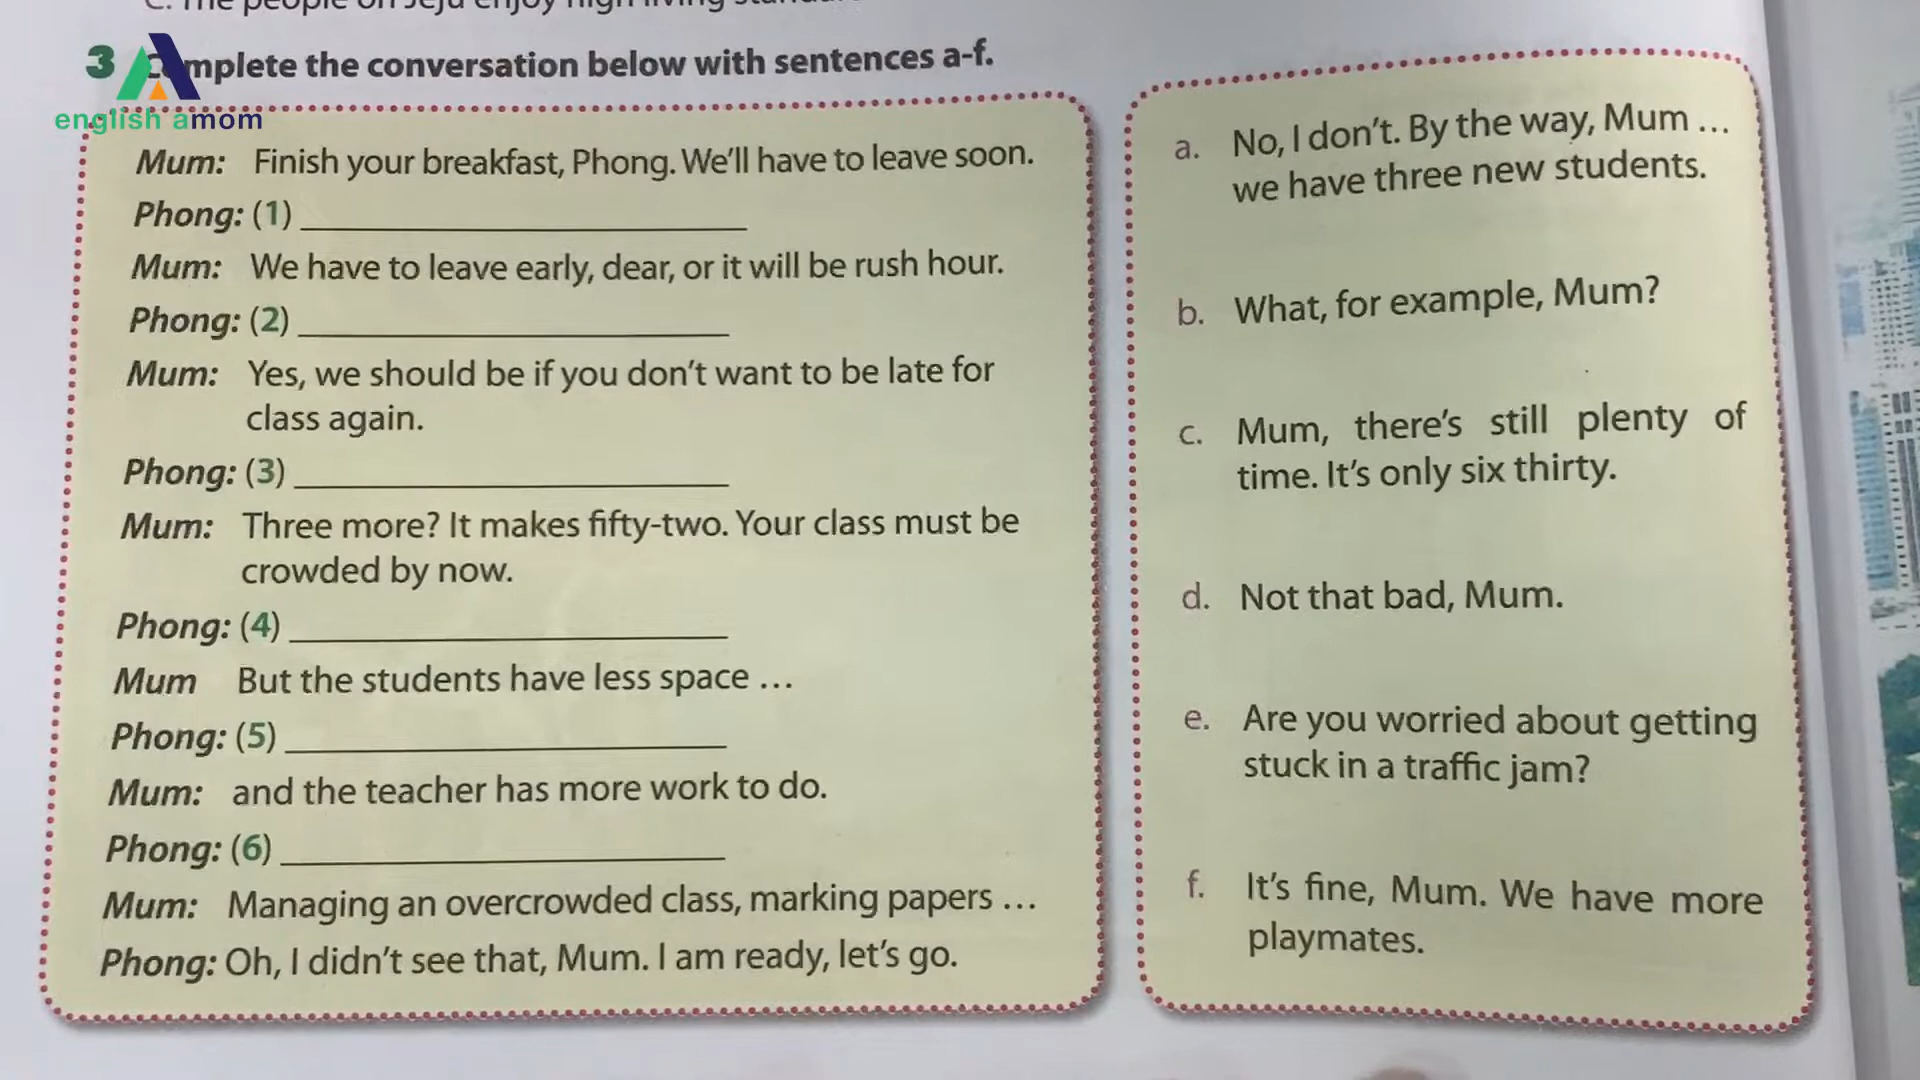 C. The people on Jeju enjoy high living
3 Complete the conversation below with sentences a-f.
english amom
Mum: Finish your breakfast, Phong. We'll have to leave soon.
Phong: (1)
Mum: We have to leave early, dear, or it will be rush hour.
Phong: (2)
Mum: Yes, we should be if you don't want to be late for
class again.
Phong: (3)
Mum: Three more? It makes fifty-two. Your class must be
crowded by now.
Phong: (4)
Mum But the students have less space ...
Phong: (5)
Mum: and the teacher has more work to do.
Phong: (6)
Mum: Managing an overcrowded class, marking papers ...
Phong: Oh, I didn't see that, Mum. I am ready, let's go.
a. No, I don't. By the way, Mum ...
we have three new students.
b. What, for example, Mum?
c. Mum, there's still plenty of
time. It's only six thirty.
d. Not that bad, Mum.
e. Are you worried about getting
stuck in a traffic jam?
f. It's fine, Mum. We have more
playmates.